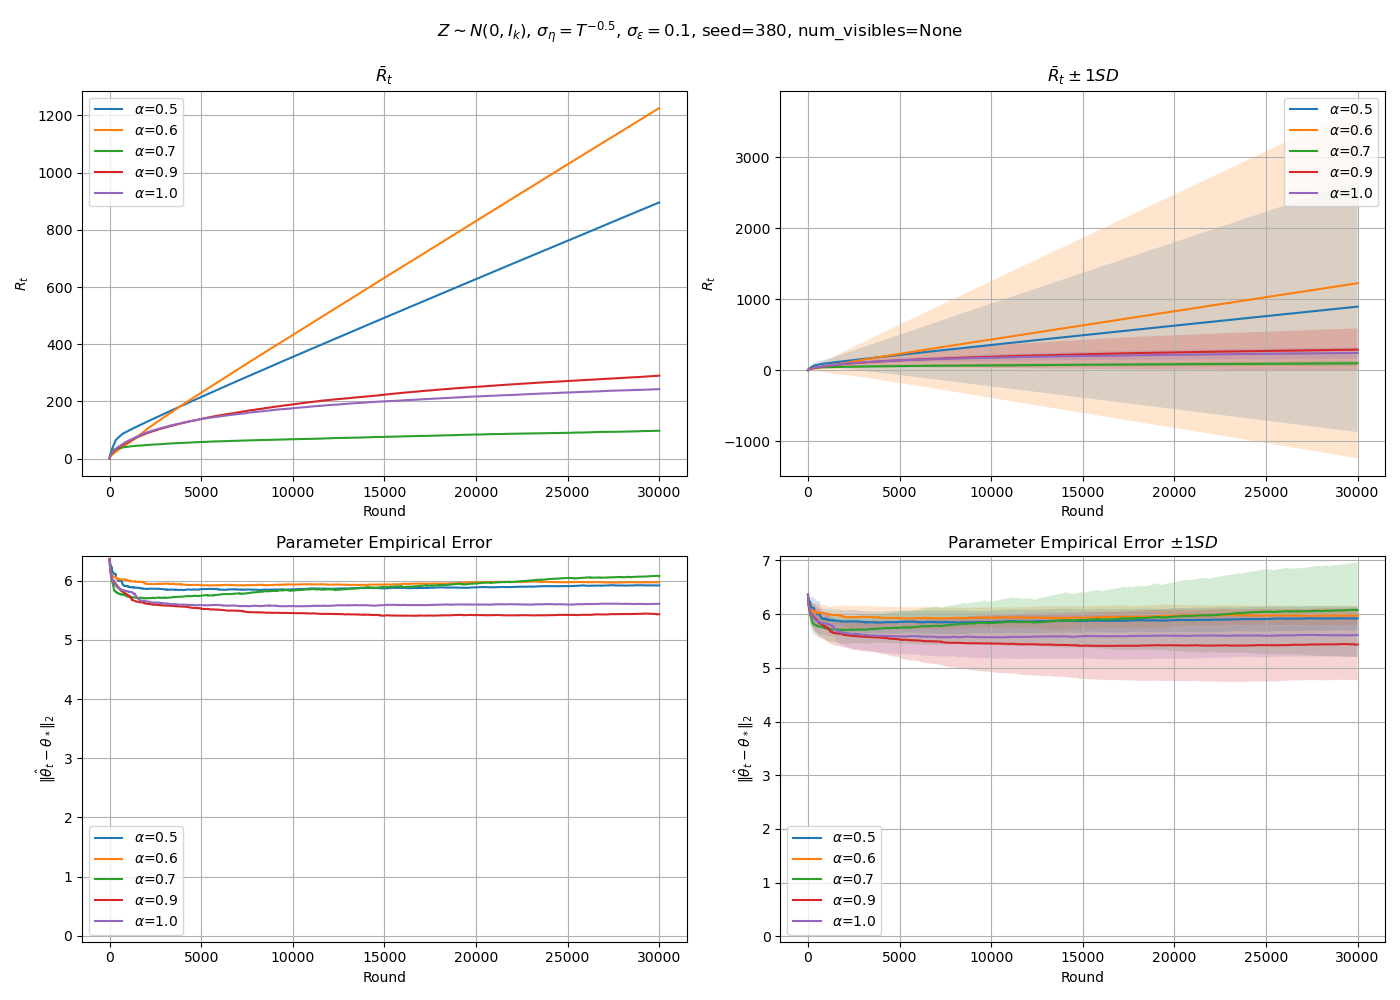 Z ~ N(0, I_k), σ_η = T^{−0.5}, σ_ε = 0.1, seed=380, num_visibles=None
R̄_t
1200
1000
800
600
400
200
0
R_t
α=0.5
α=0.6
α=0.7
α=0.9
α=1.0
0 5000 10000 15000 20000 25000 30000
Round
R̄_t ± 1SD
3000
2000
1000
0
−1000
R_t
α=0.5
α=0.6
α=0.7
α=0.9
α=1.0
0 5000 10000 15000 20000 25000 30000
Round
Parameter Empirical Error
6
5
4
3
2
1
0
‖θ̂_t − θ_*‖_2
α=0.5
α=0.6
α=0.7
α=0.9
α=1.0
0 5000 10000 15000 20000 25000 30000
Round
Parameter Empirical Error ±1SD
7
6
5
4
3
2
1
0
‖θ̂_t − θ_*‖_2
α=0.5
α=0.6
α=0.7
α=0.9
α=1.0
0 5000 10000 15000 20000 25000 30000
Round